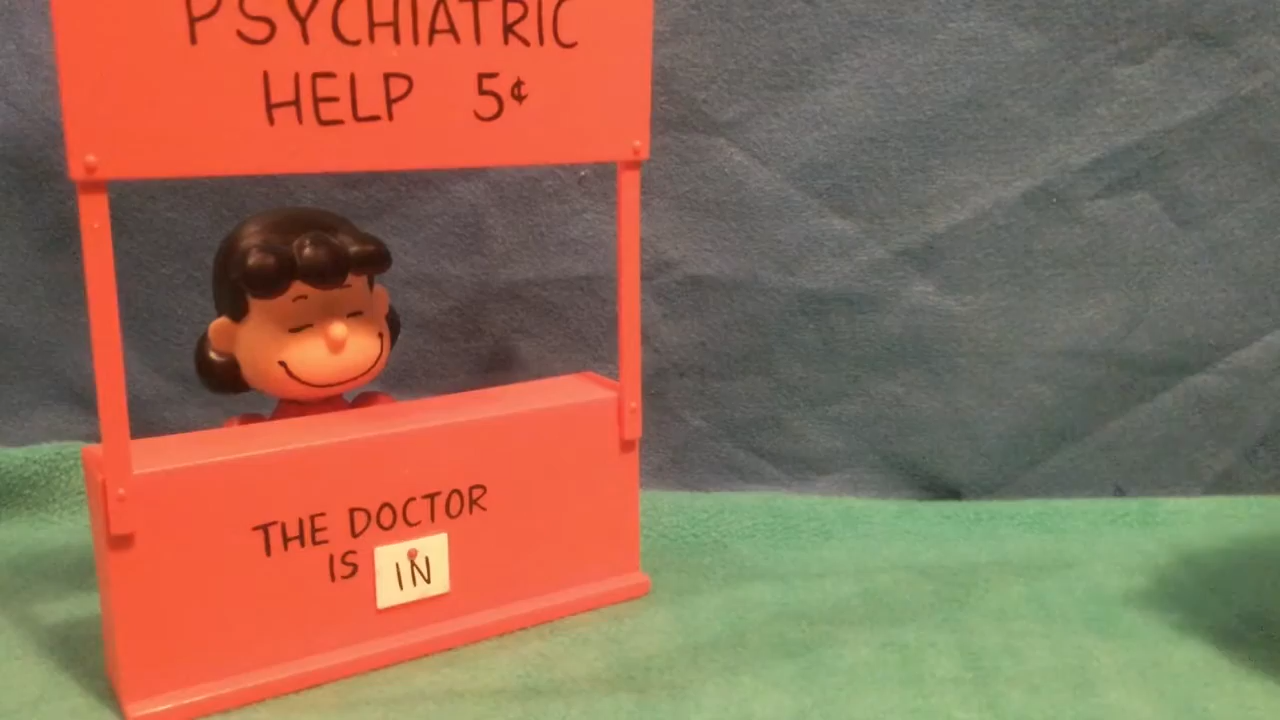 PSYCHIATRIC
HELP 5¢
THE DOCTOR
IS IN